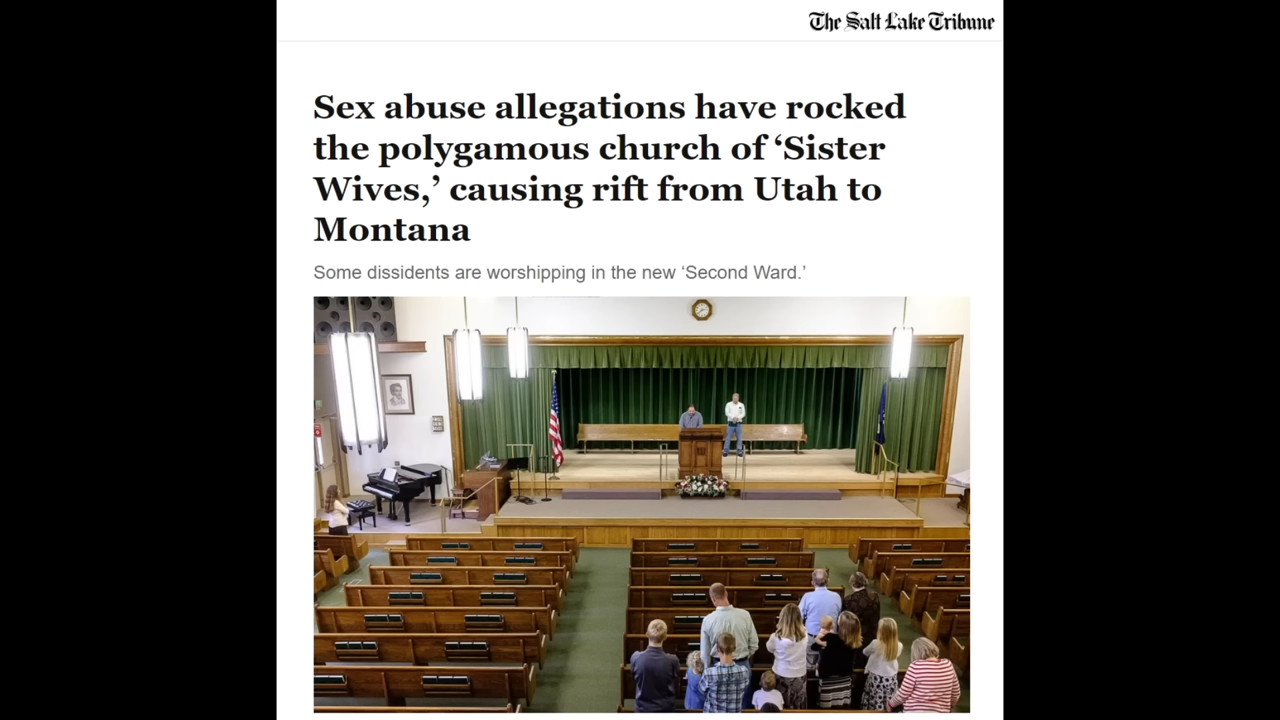 The Salt Lake Tribune
Sex abuse allegations have rocked
the polygamous church of ‘Sister
Wives,’ causing rift from Utah to
Montana
Some dissidents are worshipping in the new ‘Second Ward.’